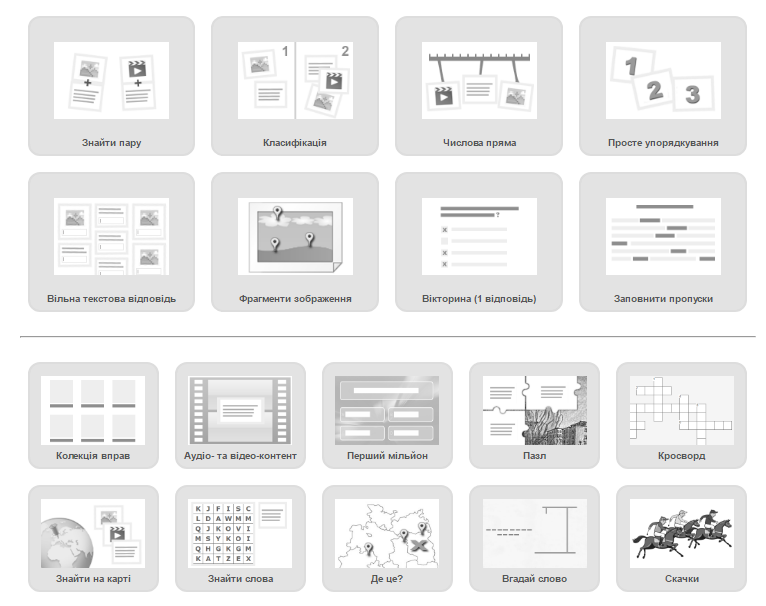 1 2
1 2 3
Знайти пару
Класифікація
Числова пряма
Просте упорядкування
?
Вільна текстова відповідь
Фрагменти зображення
Вікторина (1 відповідь)
Заповнити пропуски
Колекція вправ
Аудіо- та відео-контент
Перший мільйон
Пазл
Кросворд
K J F I S C
L D A W M M
Q J K O V I
M S Y K O I
Q H G K G M
K A T Z E X
Знайти на карті
Знайти слова
Де це?
Вгадай слово
Скачки